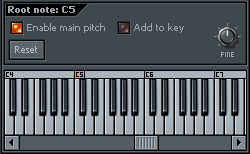 Root note: C5
Enable main pitch
Add to key
Reset
FINE
C4 C5 C6 C7